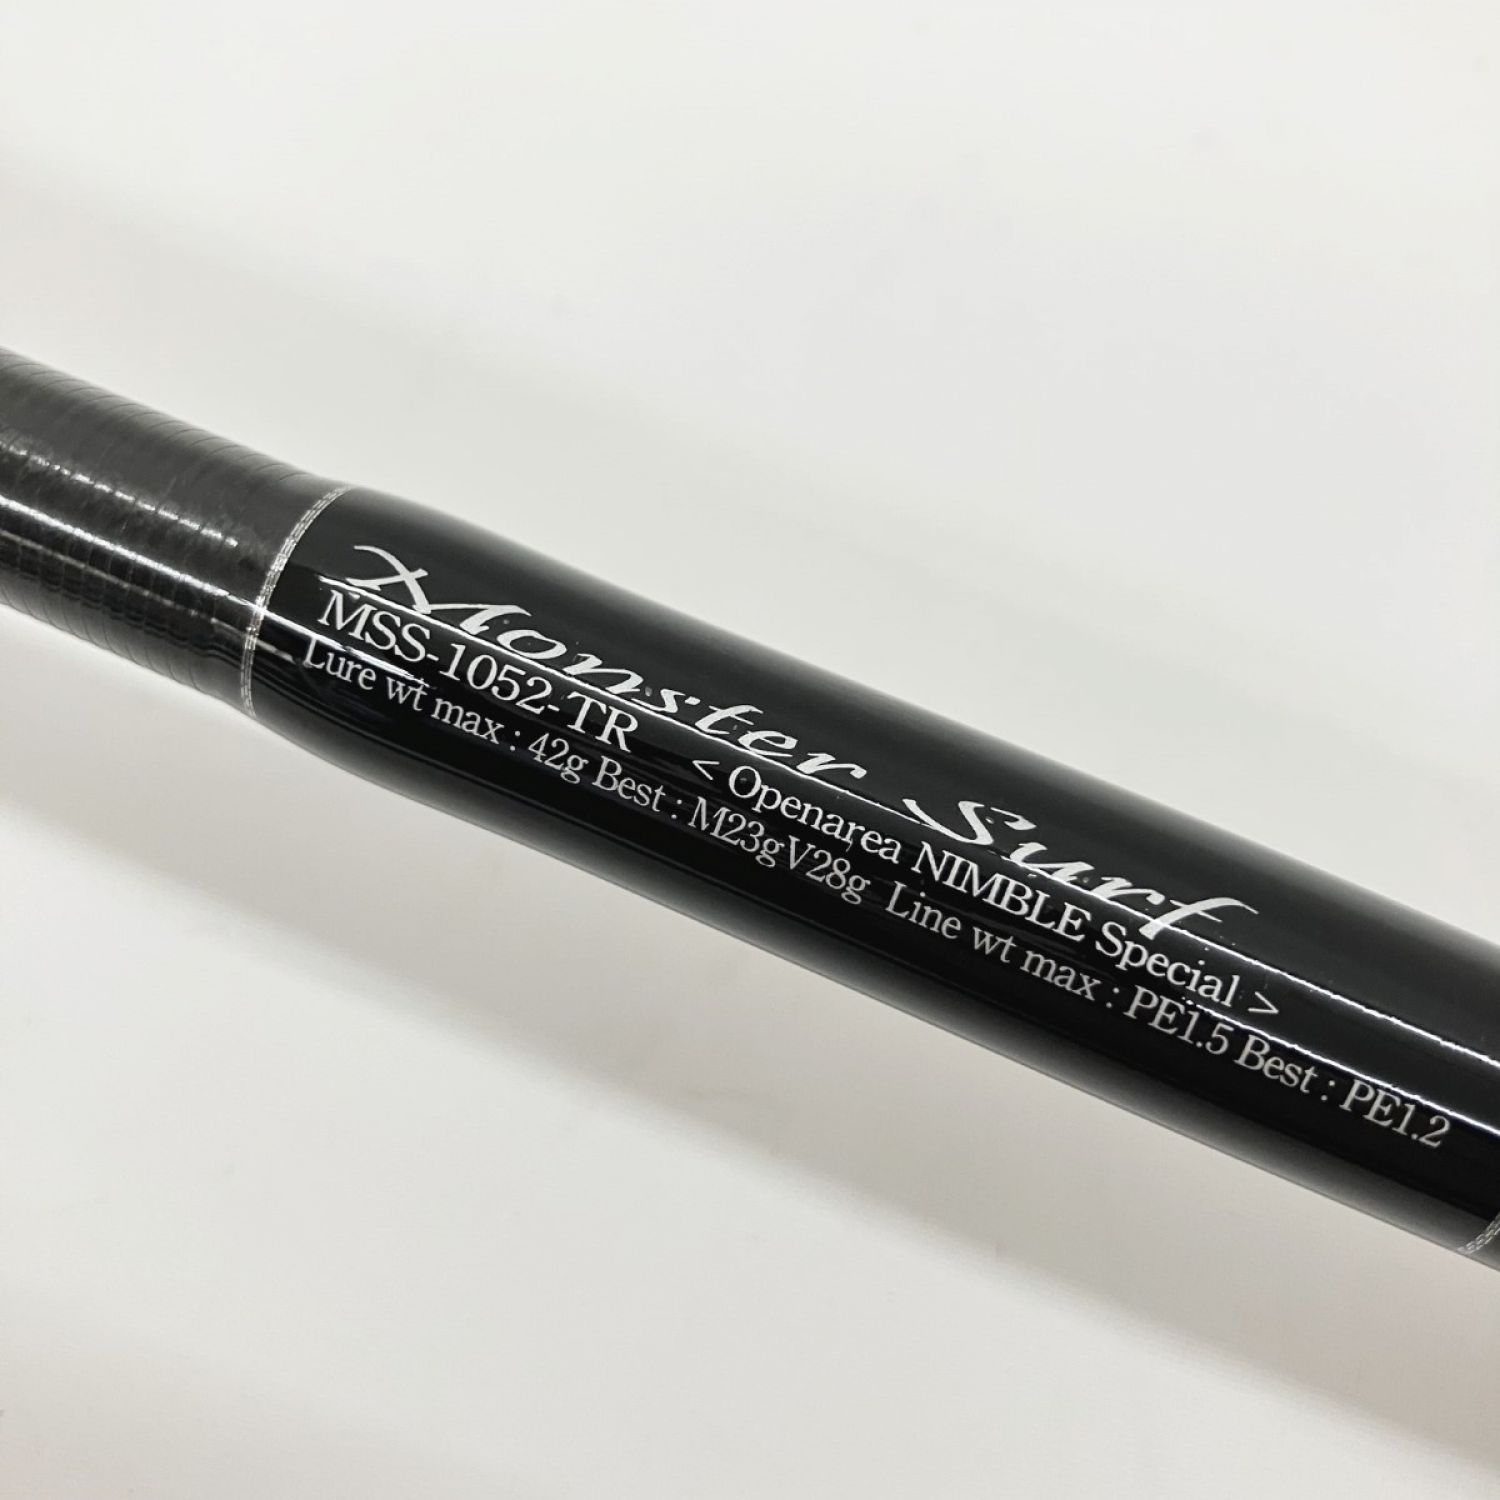 Monster Surf
MSS-1052-TR < Openarea NIMBLE Special >
Lure wt max : 42g Best : M23gV28g Line wt max : PE1.5 Best : PE1.2